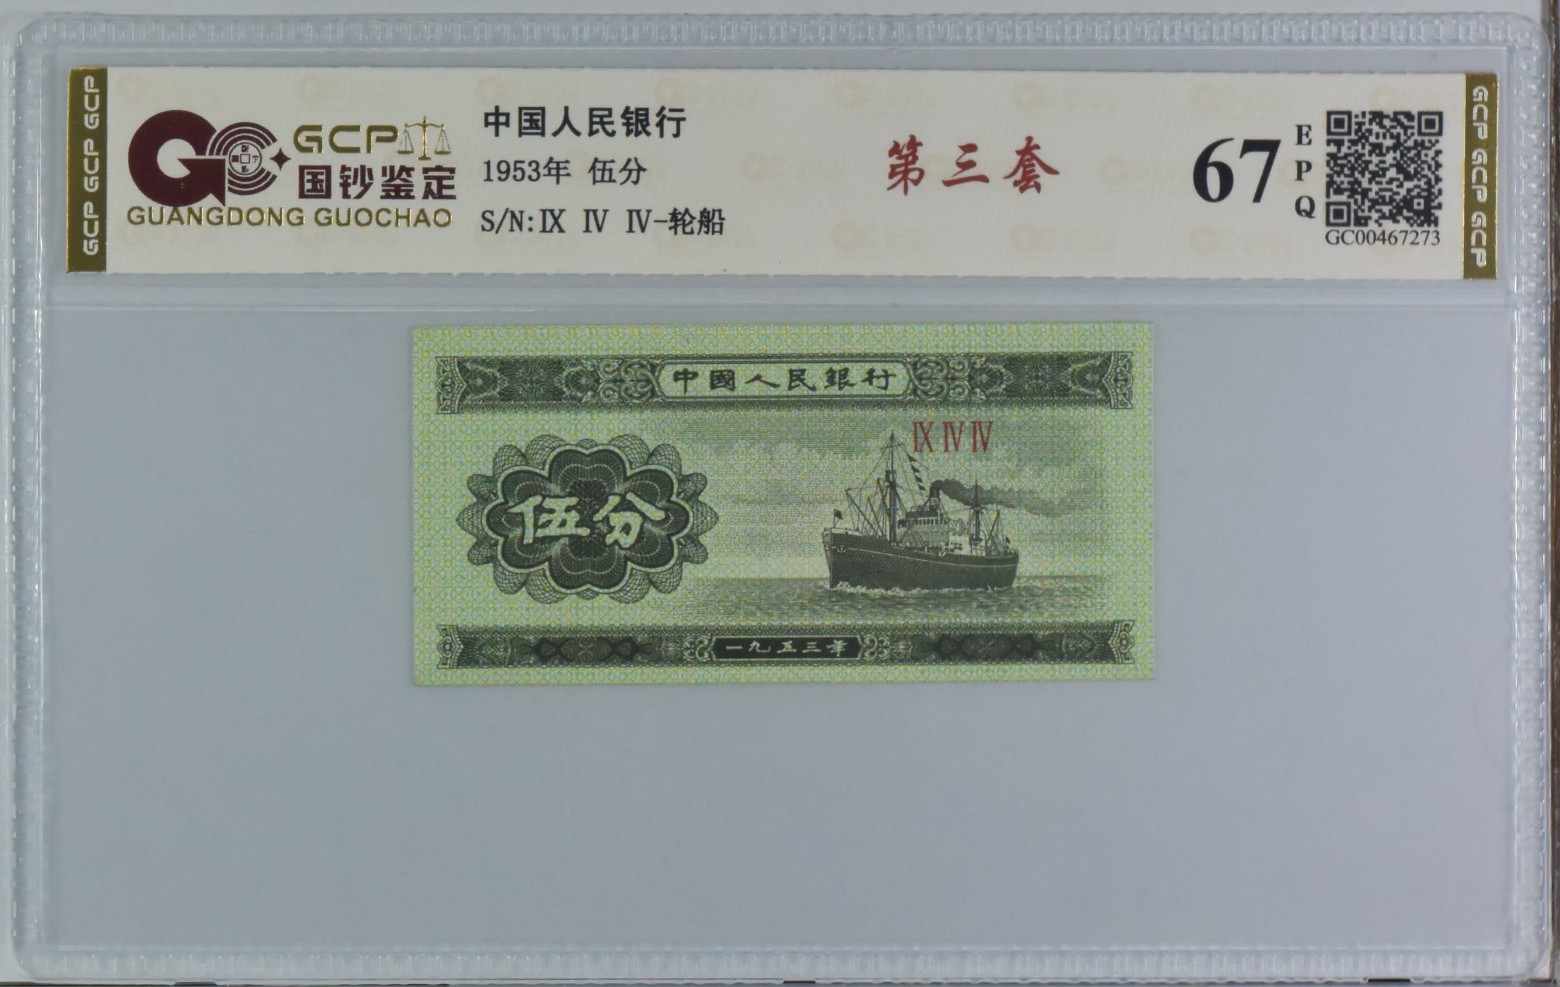 GCP GCP GCP
GCP
国钞鉴定
GUANGDONG GUOCHAO
中国人民银行
1953年 伍分
S/N:Ⅸ Ⅳ Ⅳ-轮船
第三套
67
EPQ
GC00467273
GCP GCP GCP
中國人民銀行
Ⅸ Ⅳ Ⅳ
伍分
一九五三年